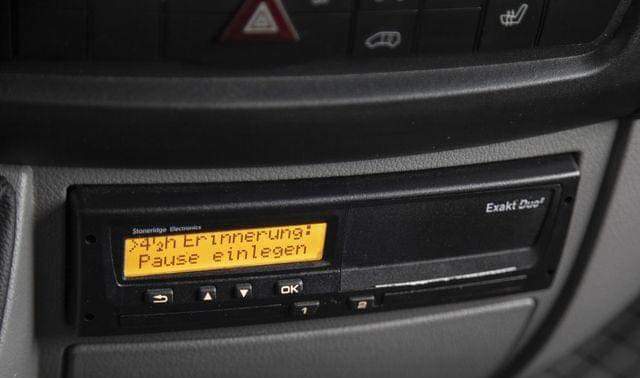 Exakt Duo²
Stoneridge Electronics
>4½h Erinnerung:
Pause einlegen
OK
1
2